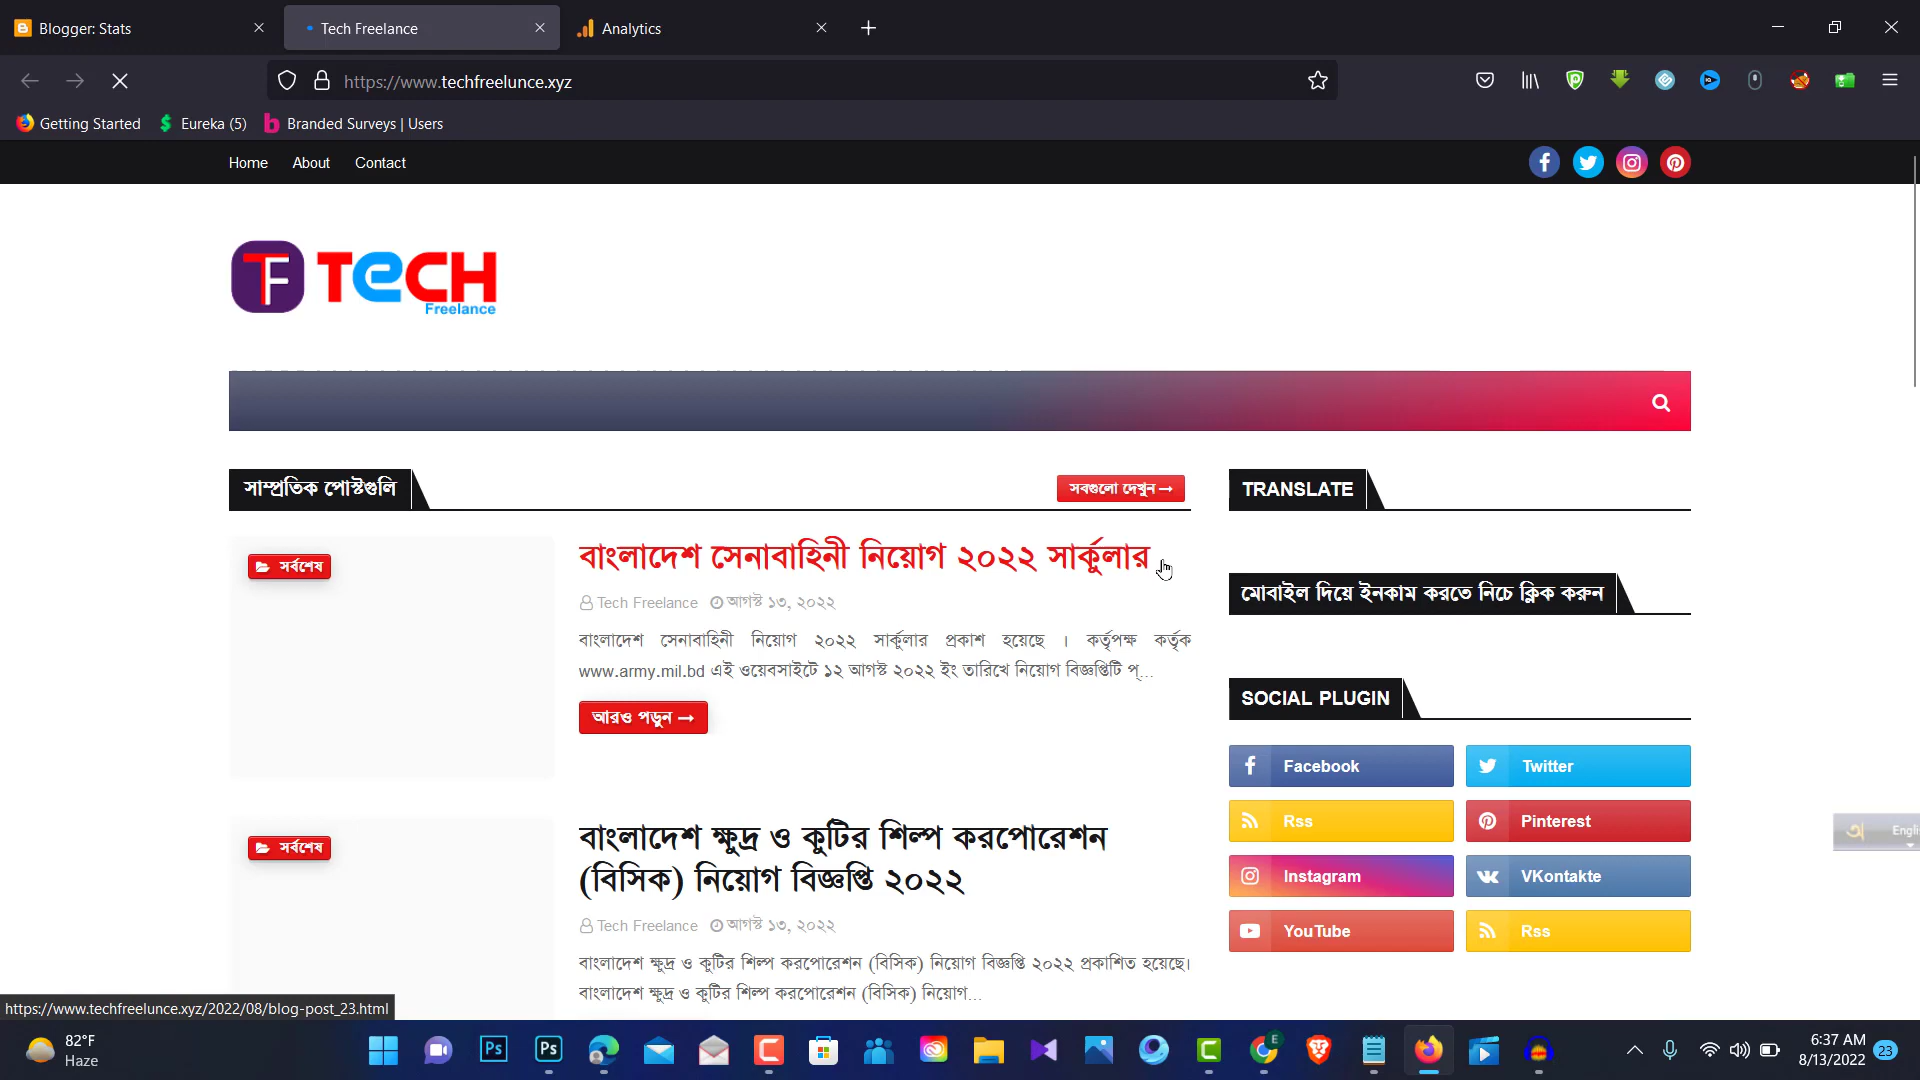 Blogger: Stats
Tech Freelance
Analytics
https://www.techfreelunce.xyz
Getting Started
Eureka (5)
Branded Surveys | Users
Home
About
Contact
TF TECH
Freelance
সাম্প্রতিক পোস্টগুলি
সবগুলো দেখুন
সর্বশেষ
বাংলাদেশ সেনাবাহিনী নিয়োগ ২০২২ সার্কুলার
Tech Freelance আগস্ট ১৩, ২০২২
বাংলাদেশ সেনাবাহিনী নিয়োগ ২০২২ সার্কুলার প্রকাশ হয়েছে । কর্তৃপক্ষ কর্তৃক
www.army.mil.bd এই ওয়েবসাইটে ১২ আগস্ট ২০২২ ইং তারিখে নিয়োগ বিজ্ঞপ্তিটি প্...
আরও পড়ুন
সর্বশেষ
বাংলাদেশ ক্ষুদ্র ও কুটির শিল্প করপোরেশন
(বিসিক) নিয়োগ বিজ্ঞপ্তি ২০২২
Tech Freelance আগস্ট ১৩, ২০২২
বাংলাদেশ ক্ষুদ্র ও কুটির শিল্প করপোরেশন (বিসিক) নিয়োগ বিজ্ঞপ্তি ২০২২ প্রকাশিত হয়েছে।
বাংলাদেশ ক্ষুদ্র ও কুটির শিল্প করপোরেশন (বিসিক) নিয়োগ...
TRANSLATE
মোবাইল দিয়ে ইনকাম করতে নিচে ক্লিক করুন
SOCIAL PLUGIN
Facebook
Twitter
Rss
Pinterest
Instagram
VKontakte
YouTube
Rss
অ Engli
https://www.techfreelunce.xyz/2022/08/blog-post_23.html
82°F
Haze
Ps
Ps
E
6:37 AM
8/13/2022
23